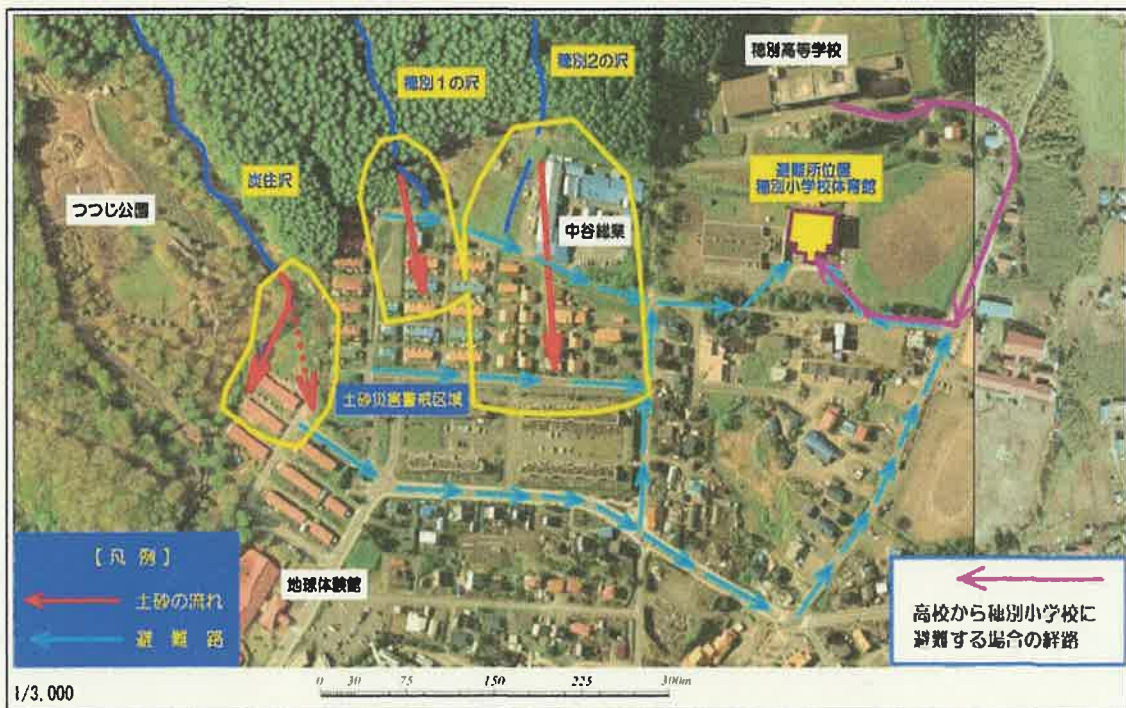 穂別高等学校
穂別2の沢
穂別1の沢
避難所位置
穂別小学校体育館
炭住沢
つつじ公園
中谷総業
土砂災害警戒区域
【凡 例】
土砂の流れ
避 難 路
地球体験館
高校から穂別小学校に
避難する場合の経路
1/3,000
0 30 75 150 225 300m